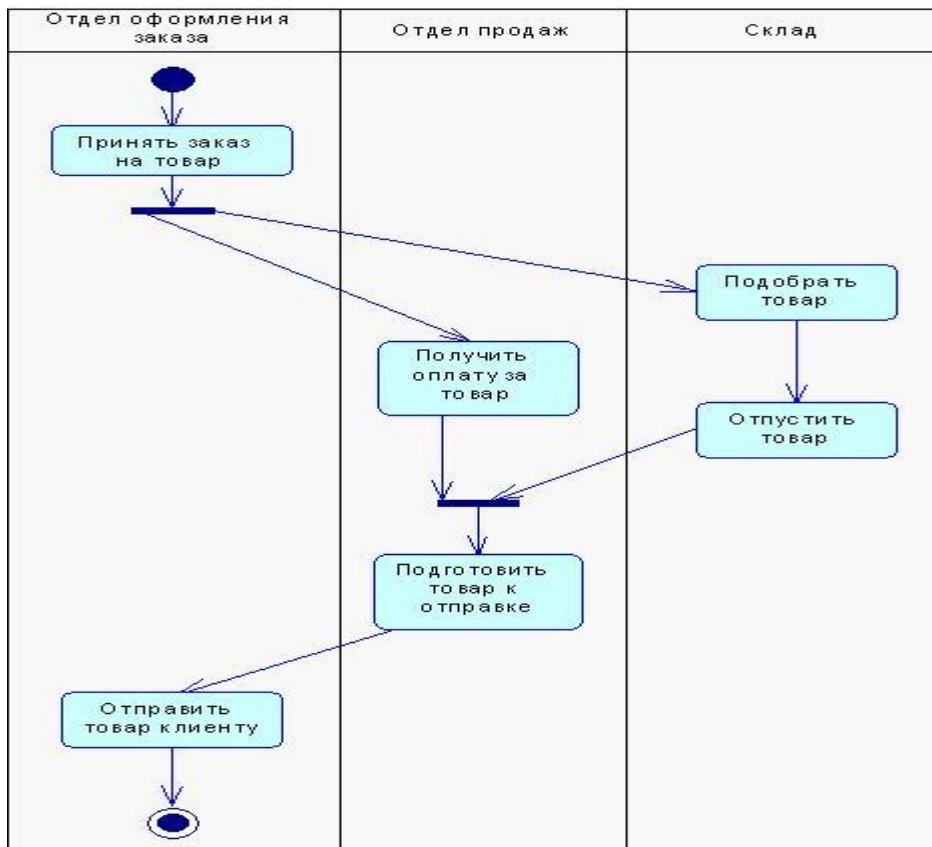 Отдел оформления
заказа
Отдел продаж
Склад
Принять заказ
на товар
Подобрать
товар
Получить
оплату за
товар
Отпустить
товар
Подготовить
товар к
отправке
Отправить
товар клиенту